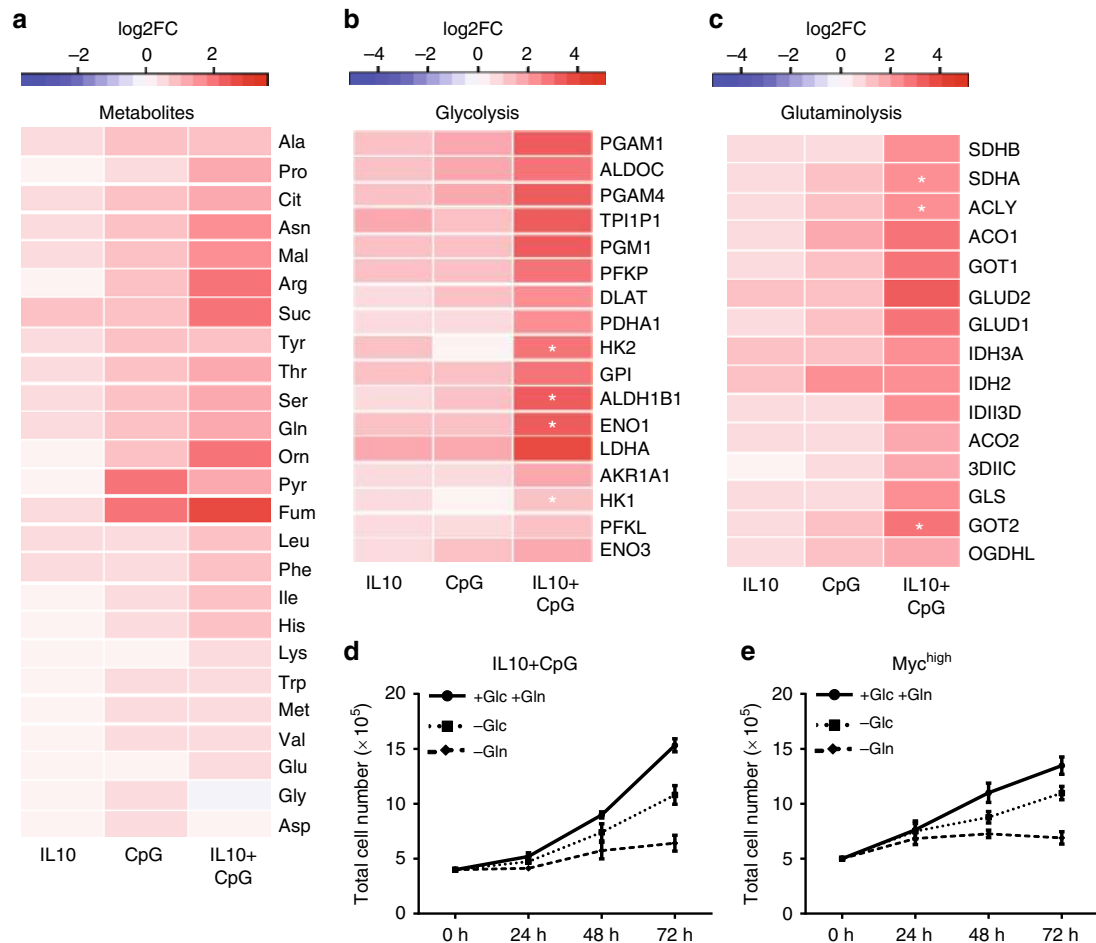 a
log2FC
−2 0 2
Metabolites
Ala
Pro
Cit
Asn
Mal
Arg
Suc
Tyr
Thr
Ser
Gln
Orn
Pyr
Fum
Leu
Phe
Ile
His
Lys
Trp
Met
Val
Glu
Gly
Asp
IL10 CpG IL10+
CpG
b
log2FC
−4 −2 0 2 4
Glycolysis
PGAM1
ALDOC
PGAM4
TPI1P1
PGM1
PFKP
DLAT
PDHA1
* HK2
GPI
* ALDH1B1
* ENO1
LDHA
AKR1A1
* HK1
PFKL
ENO3
IL10 CpG IL10+
CpG
c
log2FC
−4 −2 0 2 4
Glutaminolysis
SDHB
* SDHA
* ACLY
ACO1
GOT1
GLUD2
GLUD1
IDH3A
IDH2
IDII3D
ACO2
3DIIC
GLS
* GOT2
OGDHL
IL10 CpG IL10+
CpG
d
IL10+CpG
Total cell number (× 10⁵)
20
15
10
5
0
+Glc +Gln
−Glc
−Gln
0 h 24 h 48 h 72 h
e
Myc^high
Total cell number (× 10⁵)
20
15
10
5
0
+Glc +Gln
−Glc
−Gln
0 h 24 h 48 h 72 h